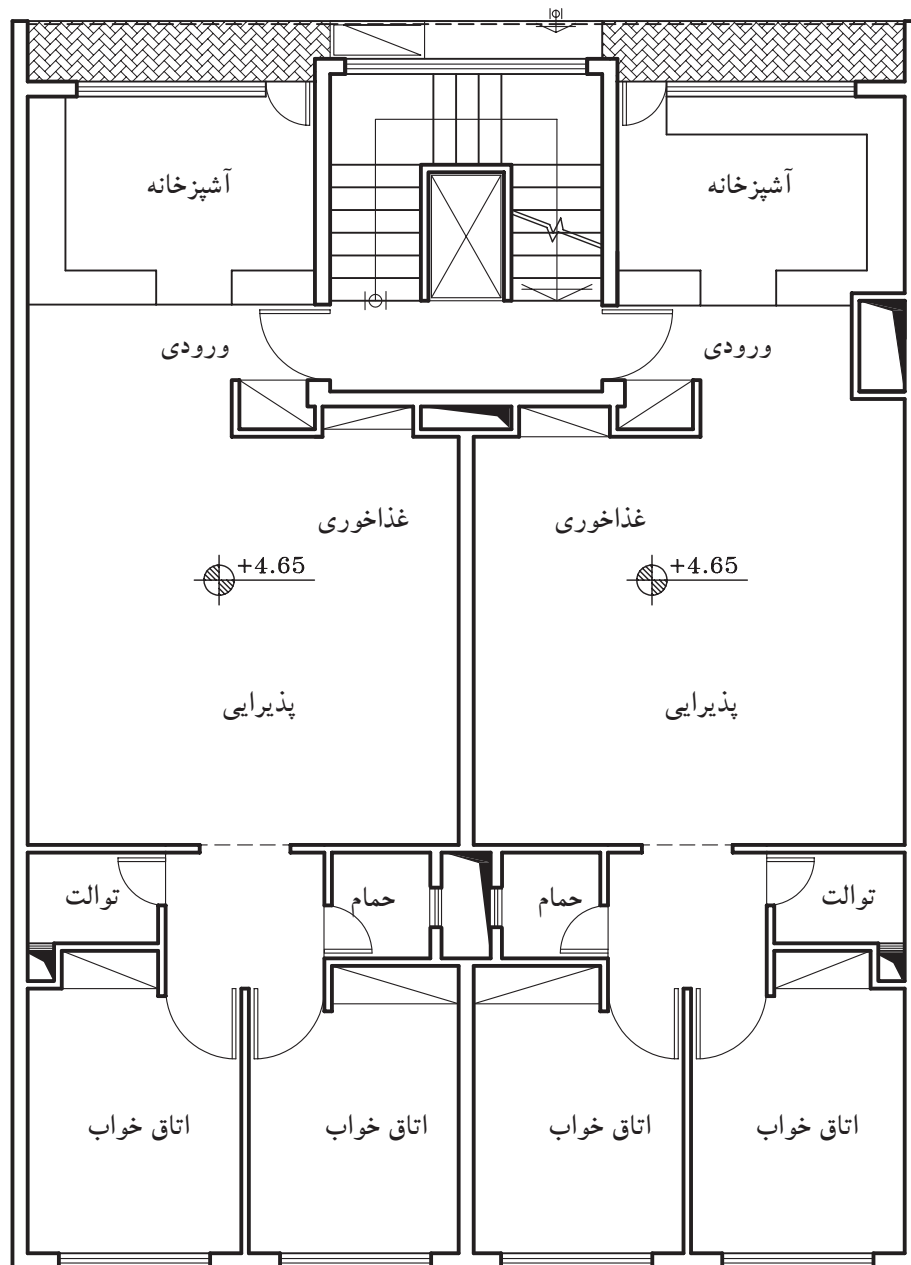 آشپزخانه
آشپزخانه
ورودی
ورودی
غذاخوری
غذاخوری
+4.65
+4.65
پذیرایی
پذیرایی
توالت
حمام
حمام
توالت
اتاق خواب
اتاق خواب
اتاق خواب
اتاق خواب